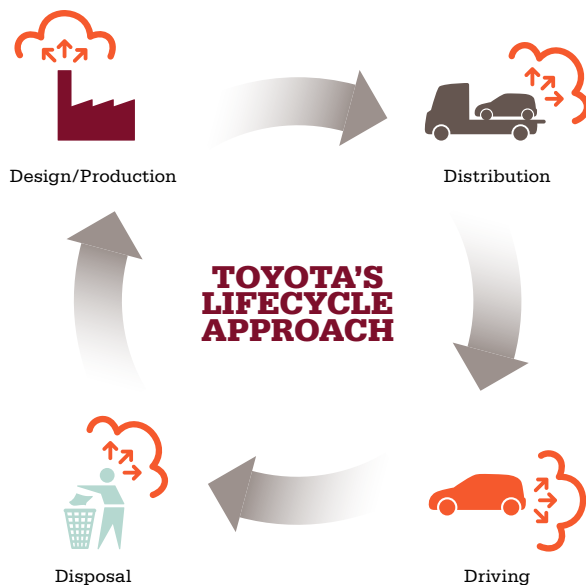 Design/Production
Distribution
TOYOTA'S
LIFECYCLE
APPROACH
Disposal
Driving